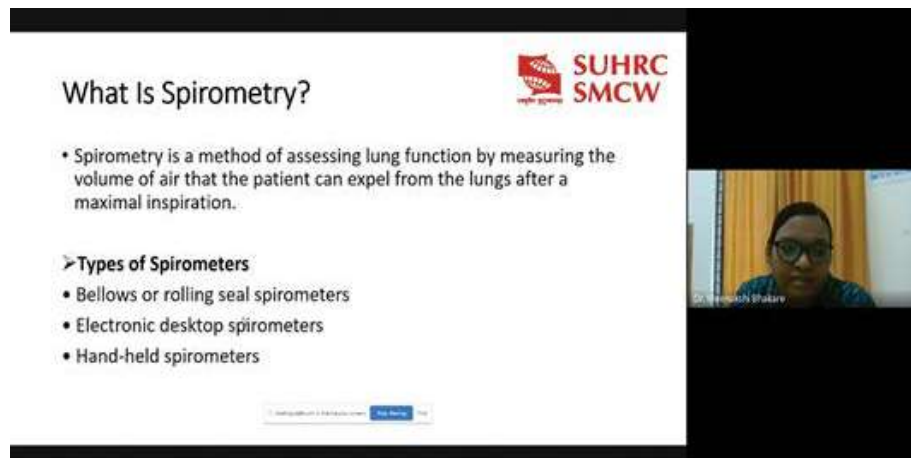 What Is Spirometry?
SUHRC
SMCW
• Spirometry is a method of assessing lung function by measuring the
volume of air that the patient can expel from the lungs after a
maximal inspiration.
➢Types of Spirometers
• Bellows or rolling seal spirometers
• Electronic desktop spirometers
• Hand-held spirometers
Bhakare